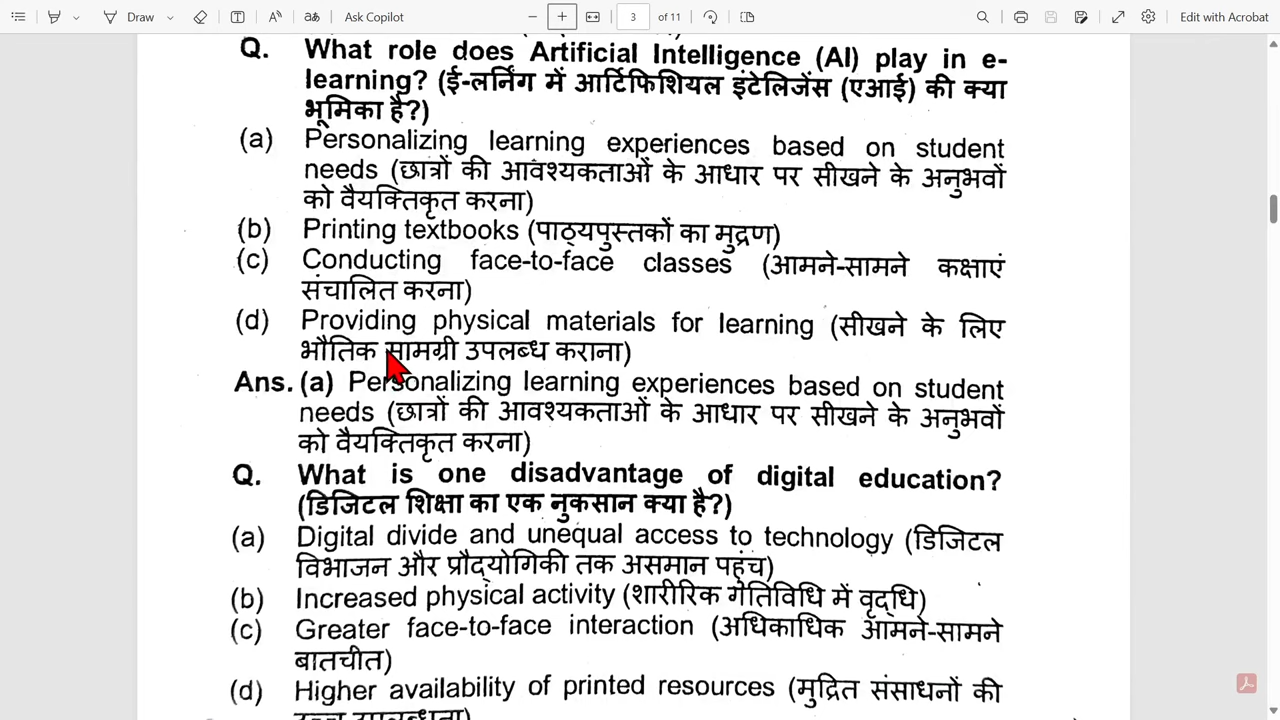 Draw
Ask Copilot
3 of 11
Edit with Acrobat
Q. What role does Artificial Intelligence (AI) play in e-
learning? (ई-लर्निंग में आर्टिफिशियल इंटेलिजेंस (एआई) की क्या
भूमिका है?)
(a) Personalizing learning experiences based on student
needs (छात्रों की आवश्यकताओं के आधार पर सीखने के अनुभवों
को वैयक्तिकृत करना)
(b) Printing textbooks (पाठ्यपुस्तकों का मुद्रण)
(c) Conducting face-to-face classes (आमने-सामने कक्षाएं
संचालित करना)
(d) Providing physical materials for learning (सीखने के लिए
भौतिक सामग्री उपलब्ध कराना)
Ans. (a) Personalizing learning experiences based on student
needs (छात्रों की आवश्यकताओं के आधार पर सीखने के अनुभवों
को वैयक्तिकृत करना)
Q. What is one disadvantage of digital education?
(डिजिटल शिक्षा का एक नुकसान क्या है?)
(a) Digital divide and unequal access to technology (डिजिटल
विभाजन और प्रौद्योगिकी तक असमान पहुंच)
(b) Increased physical activity (शारीरिक गतिविधि में वृद्धि)
(c) Greater face-to-face interaction (अधिकाधिक आमने-सामने
बातचीत)
(d) Higher availability of printed resources (मुद्रित संसाधनों की